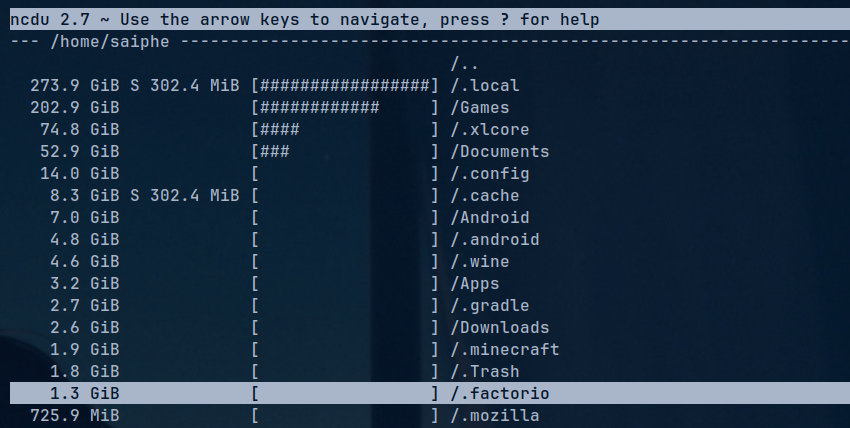 ncdu 2.7 ~ Use the arrow keys to navigate, press ? for help
--- /home/saiphe -------------------------------------------------------------------
/..
273.9 GiB S 302.4 MiB [#################] /.local
202.9 GiB [############     ] /Games
74.8 GiB [####             ] /.xlcore
52.9 GiB [###              ] /Documents
14.0 GiB [                 ] /.config
8.3 GiB S 302.4 MiB [                 ] /.cache
7.0 GiB [                 ] /Android
4.8 GiB [                 ] /.android
4.6 GiB [                 ] /.wine
3.2 GiB [                 ] /Apps
2.7 GiB [                 ] /.gradle
2.6 GiB [                 ] /Downloads
1.9 GiB [                 ] /.minecraft
1.8 GiB [                 ] /.Trash
1.3 GiB [                 ] /.factorio
725.9 MiB [                 ] /.mozilla